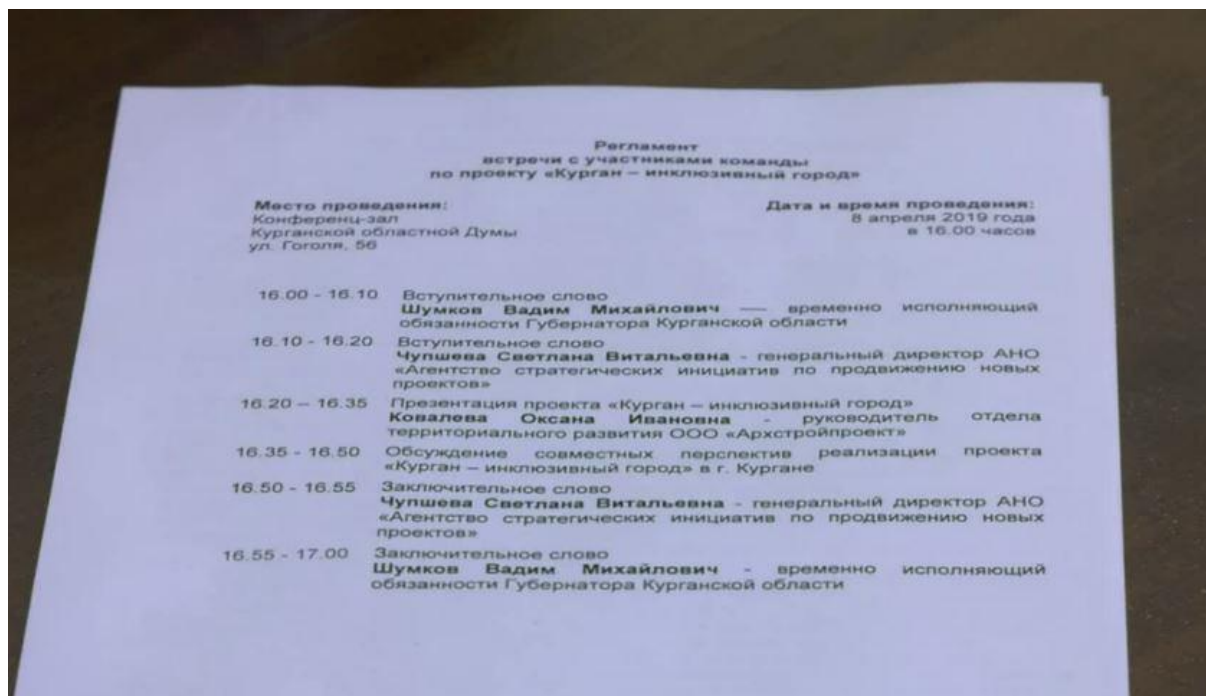 Регламент
встречи с участниками команды
по проекту «Курган – инклюзивный город»
Место проведения:
Конференц-зал
Курганской областной Думы
ул. Гоголя, 56
Дата и время проведения:
8 апреля 2019 года
в 16.00 часов
16.00 - 16.10 Вступительное слово
Шумков Вадим Михайлович — временно исполняющий
обязанности Губернатора Курганской области
16.10 - 16.20 Вступительное слово
Чупшева Светлана Витальевна - генеральный директор АНО
«Агентство стратегических инициатив по продвижению новых
проектов»
16.20 – 16.35 Презентация проекта «Курган – инклюзивный город»
Ковалева Оксана Ивановна - руководитель отдела
территориального развития ООО «Архстройпроект»
16.35 - 16.50 Обсуждение совместных перспектив реализации проекта
«Курган – инклюзивный город» в г. Кургане
16.50 - 16.55 Заключительное слово
Чупшева Светлана Витальевна - генеральный директор АНО
«Агентство стратегических инициатив по продвижению новых
проектов»
16.55 - 17.00 Заключительное слово
Шумков Вадим Михайлович - временно исполняющий
обязанности Губернатора Курганской области